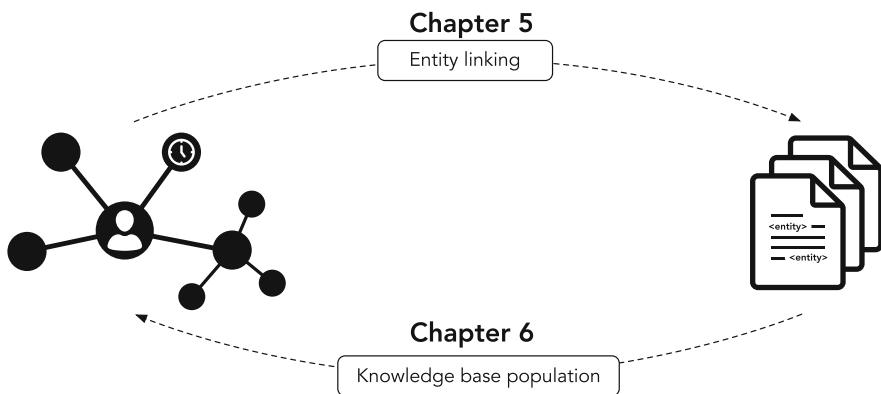 Chapter 5
Entity linking
<entity>
<entity>
Chapter 6
Knowledge base population